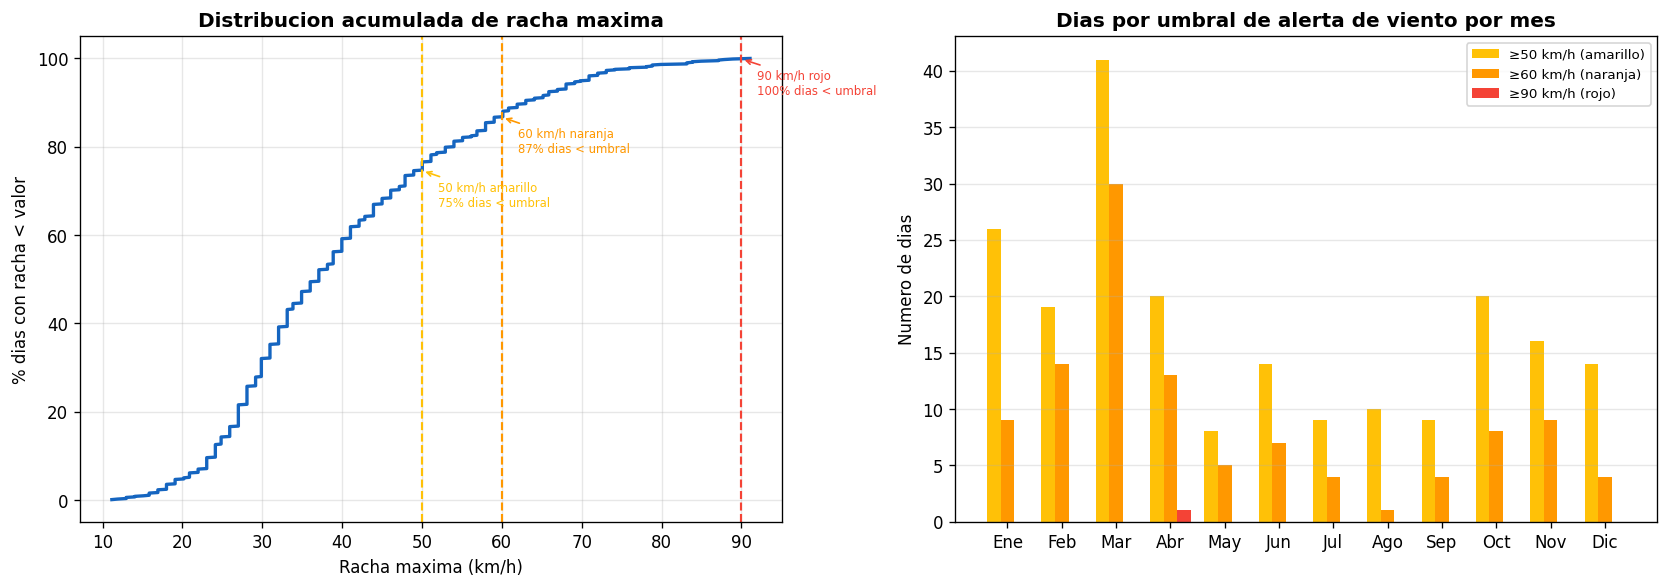 Distribucion acumulada de racha maxima
% dias con racha < valor
100
80
60
40
20
0
90 km/h rojo
100% dias < umbral
60 km/h naranja
87% dias < umbral
50 km/h amarillo
75% dias < umbral
10 20 30 40 50 60 70 80 90
Racha maxima (km/h)
Dias por umbral de alerta de viento por mes
Numero de dias
40
35
30
25
20
15
10
5
0
≥50 km/h (amarillo)
≥60 km/h (naranja)
≥90 km/h (rojo)
Ene Feb Mar Abr May Jun Jul Ago Sep Oct Nov Dic